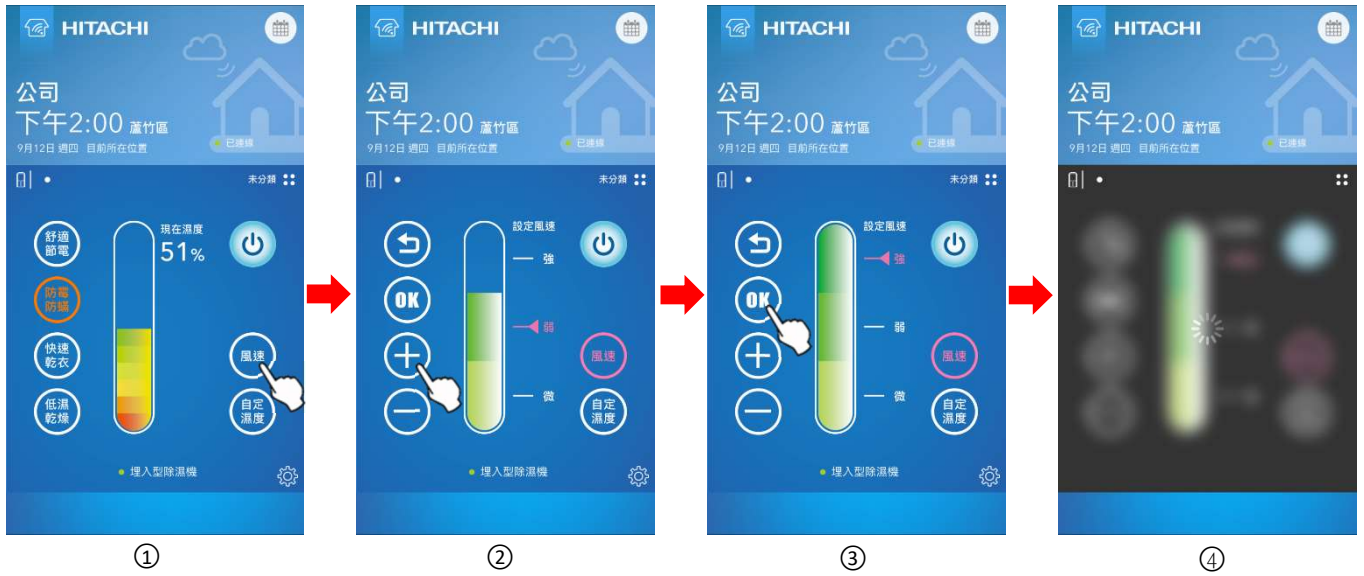 HITACHI
公司
下午2:00 蘆竹區
9月12日 週四 目前所在位置
已連線
未分類
舒適
節電
防霉
防蟎
快速
乾衣
低濕
乾燥
現在濕度
51%
風速
自定
濕度
埋入型除濕機
①
HITACHI
公司
下午2:00 蘆竹區
9月12日 週四 目前所在位置
已連線
未分類
OK
設定風速
強
弱
微
風速
自定
濕度
埋入型除濕機
②
HITACHI
公司
下午2:00 蘆竹區
9月12日 週四 目前所在位置
已連線
未分類
OK
設定風速
強
弱
微
風速
自定
濕度
埋入型除濕機
③
HITACHI
公司
下午2:00 蘆竹區
9月12日 週四 目前所在位置
已連線
④